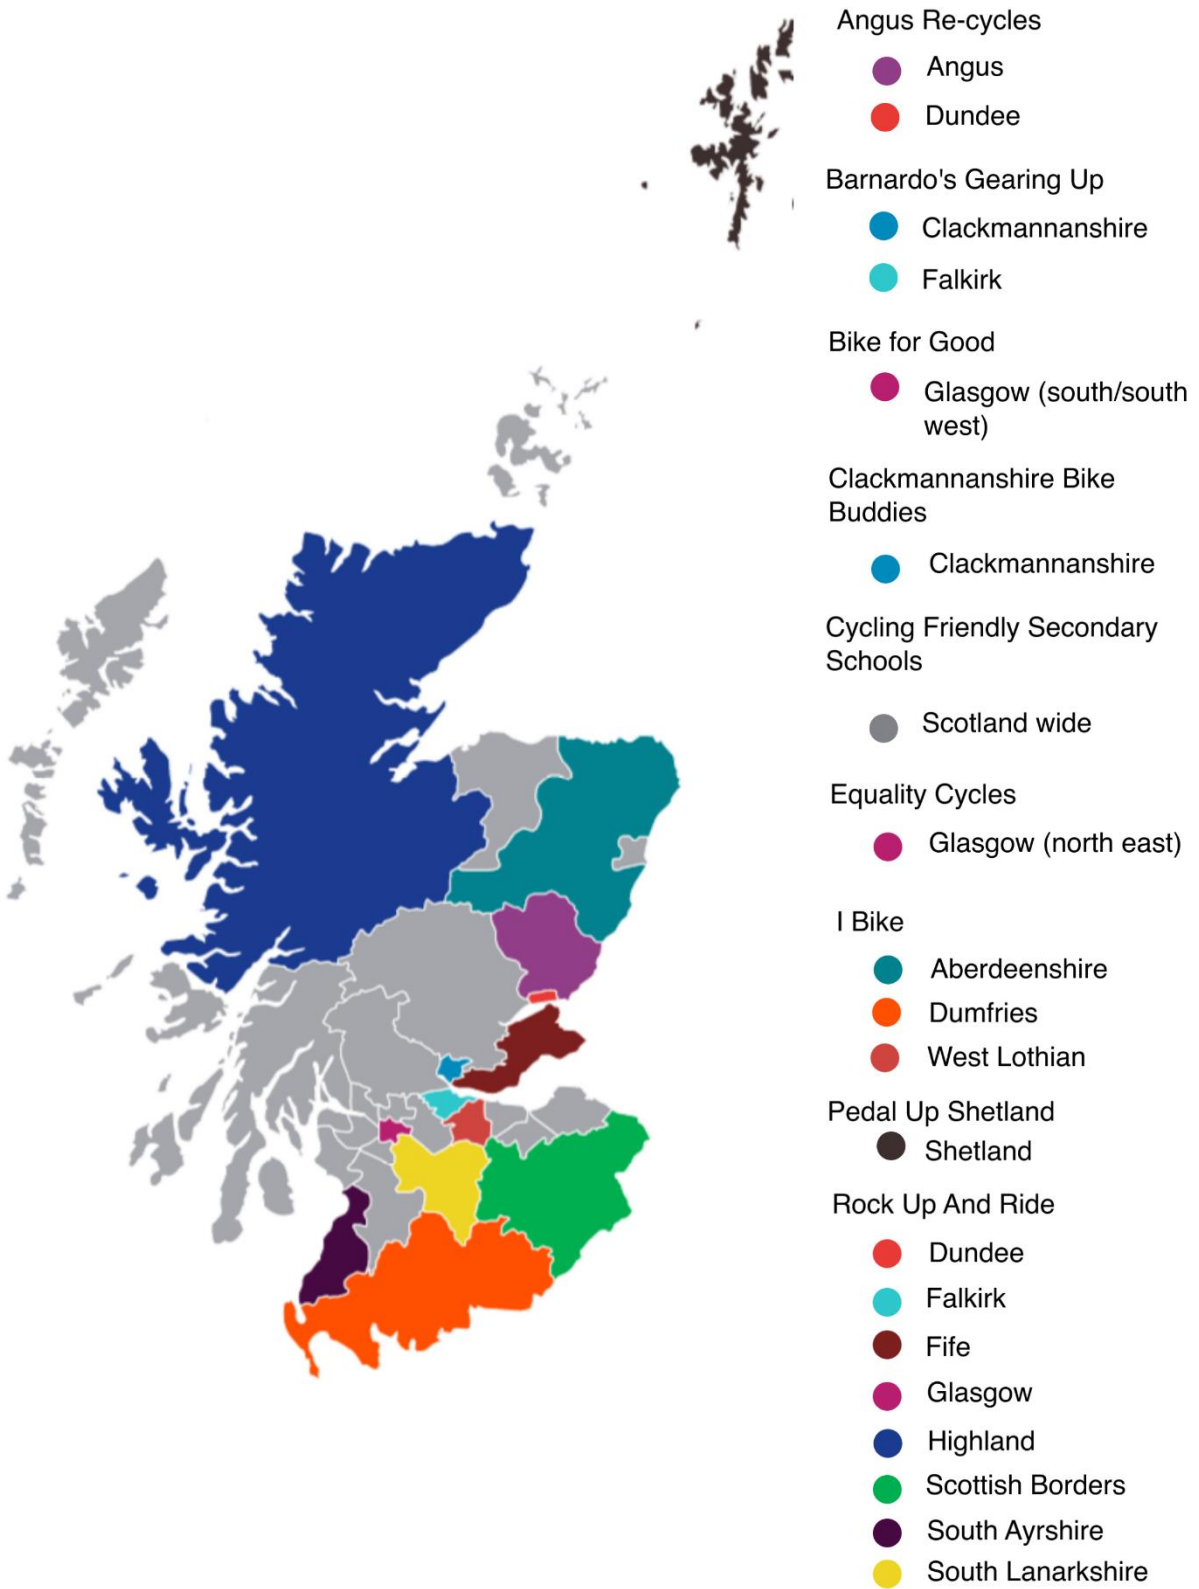 Angus Re-cycles
Angus
Dundee
Barnardo's Gearing Up
Clackmannanshire
Falkirk
Bike for Good
Glasgow (south/south
west)
Clackmannanshire Bike
Buddies
Clackmannanshire
Cycling Friendly Secondary
Schools
Scotland wide
Equality Cycles
Glasgow (north east)
I Bike
Aberdeenshire
Dumfries
West Lothian
Pedal Up Shetland
Shetland
Rock Up And Ride
Dundee
Falkirk
Fife
Glasgow
Highland
Scottish Borders
South Ayrshire
South Lanarkshire